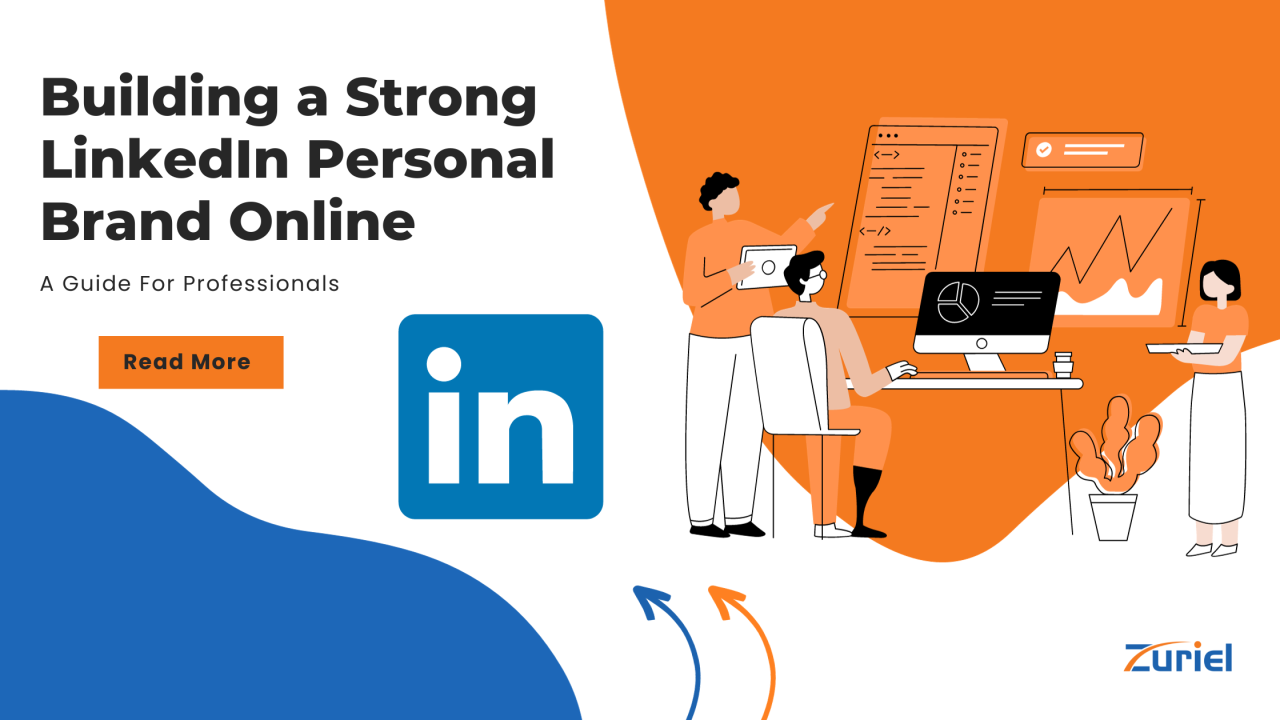 Building a Strong
LinkedIn Personal
Brand Online
A Guide For Professionals
Read More
in
<—>
<—/>
Zuriel